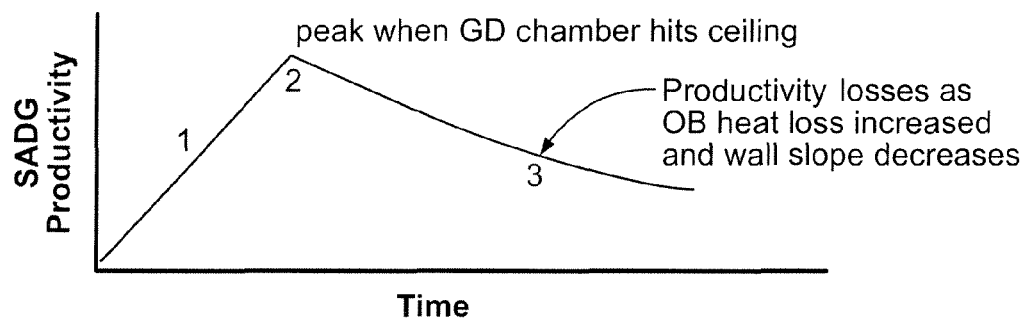 peak when GD chamber hits ceiling
SADG
Productivity
1
2
3
Productivity losses as
OB heat loss increased
and wall slope decreases
Time